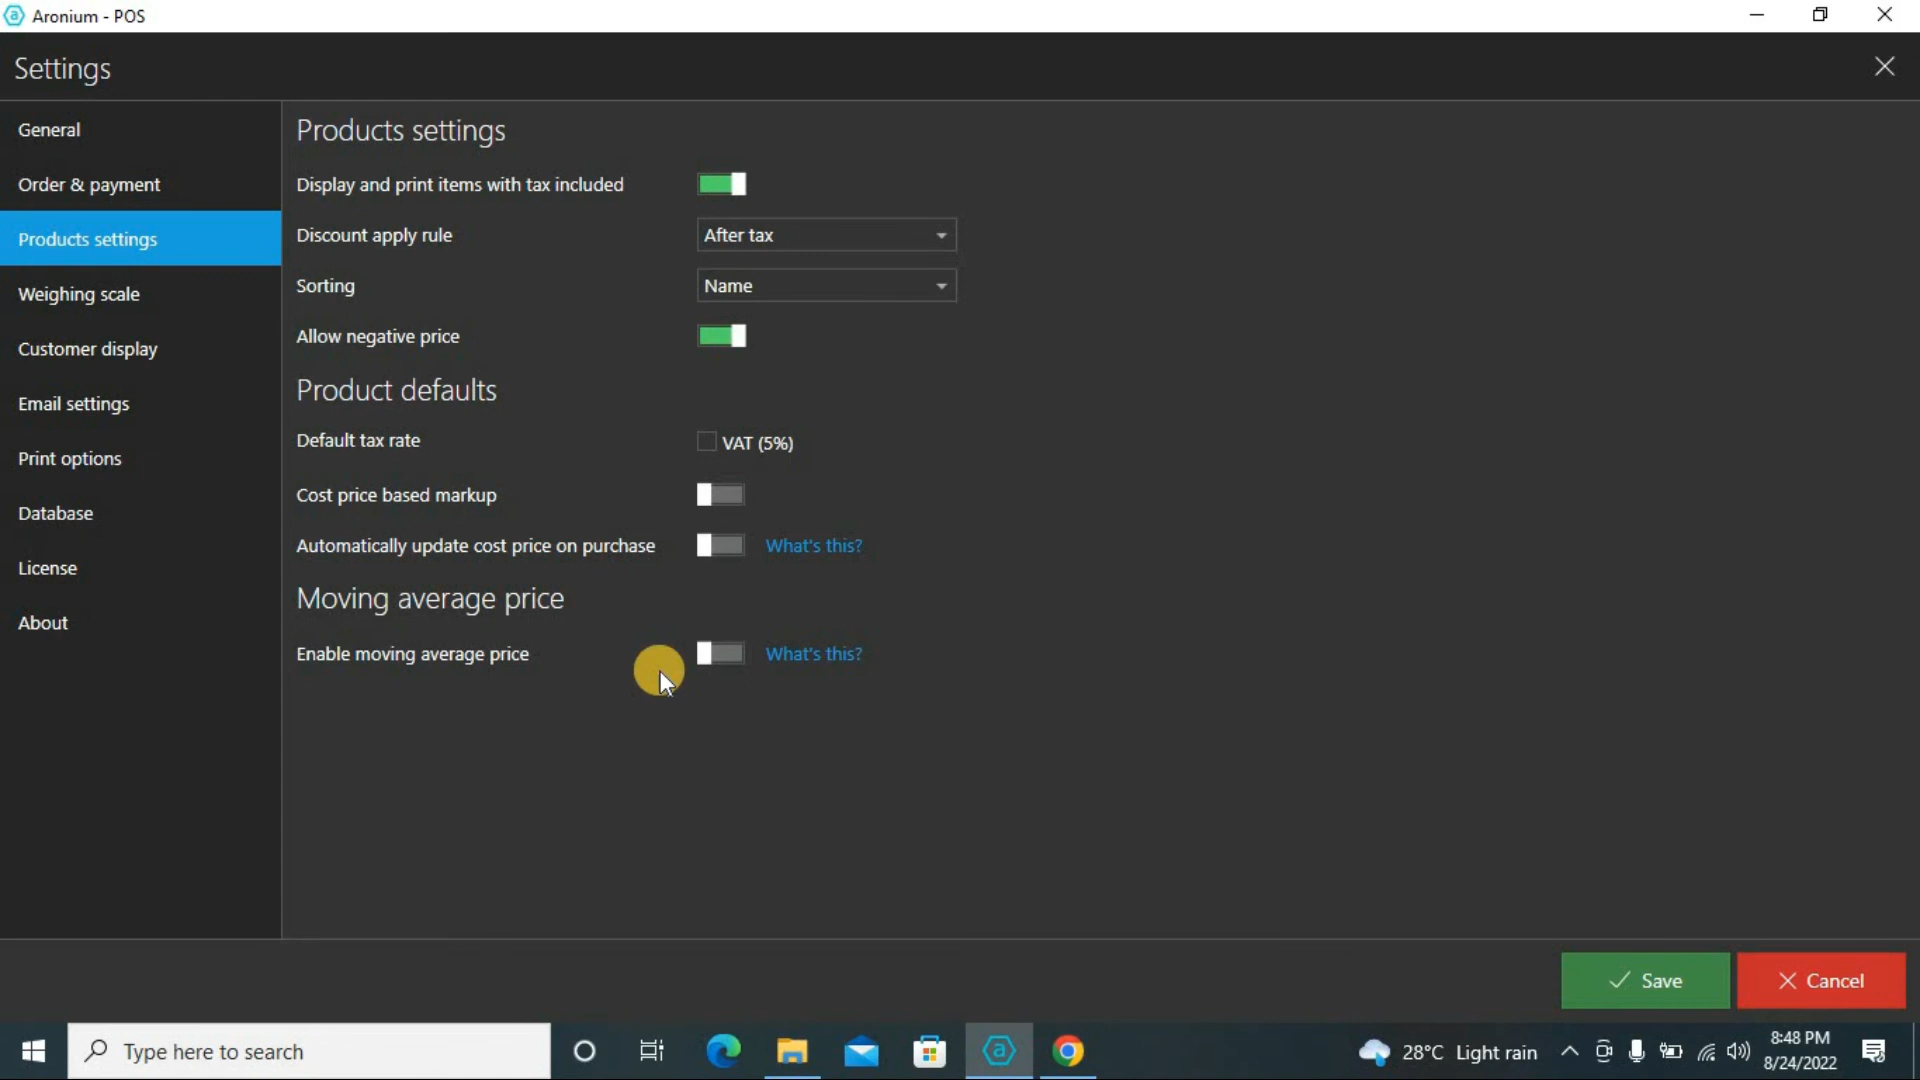 Aronium - POS
Settings
General
Order & payment
Products settings
Weighing scale
Customer display
Email settings
Print options
Database
License
About
Products settings
Display and print items with tax included
Discount apply rule After tax
Sorting Name
Allow negative price
Product defaults
Default tax rate VAT (5%)
Cost price based markup
Automatically update cost price on purchase What's this?
Moving average price
Enable moving average price What's this?
Save Cancel
Type here to search
28°C Light rain
8:48 PM
8/24/2022